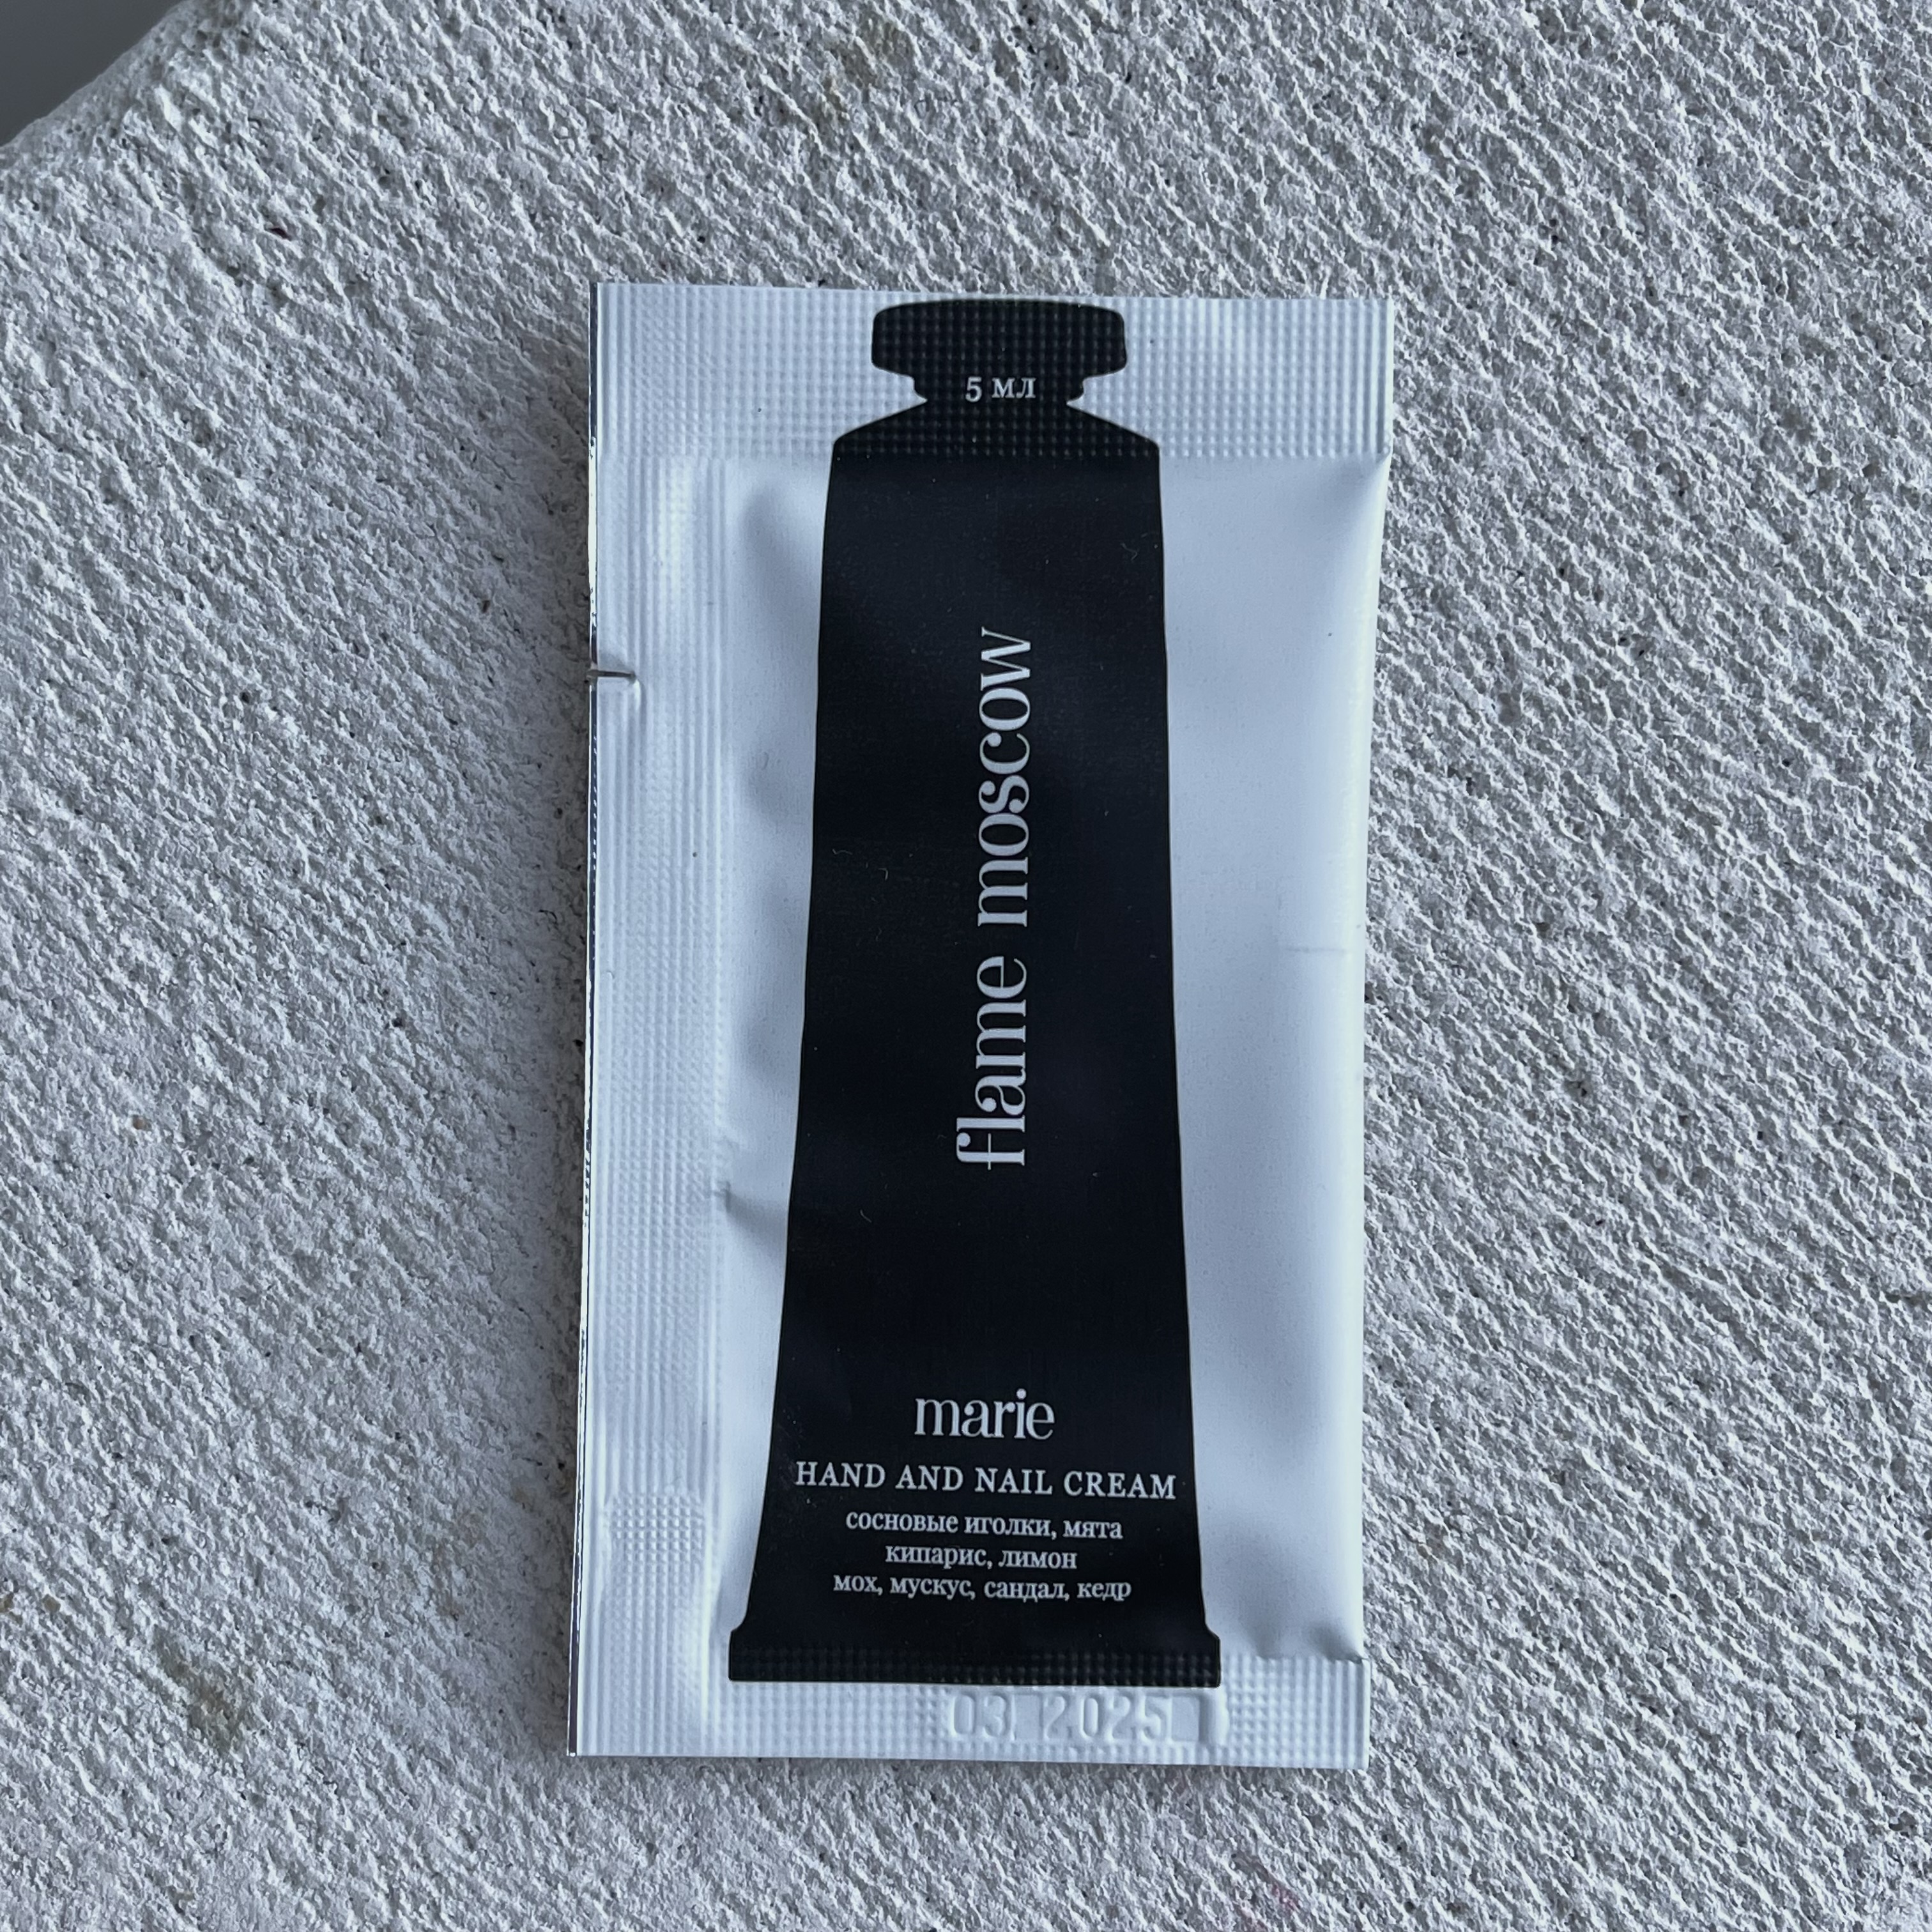 5 мл
flame moscow
marie
HAND AND NAIL CREAM
сосновые иголки, мята
кипарис, лимон
мох, мускус, сандал, кедр
03 2025